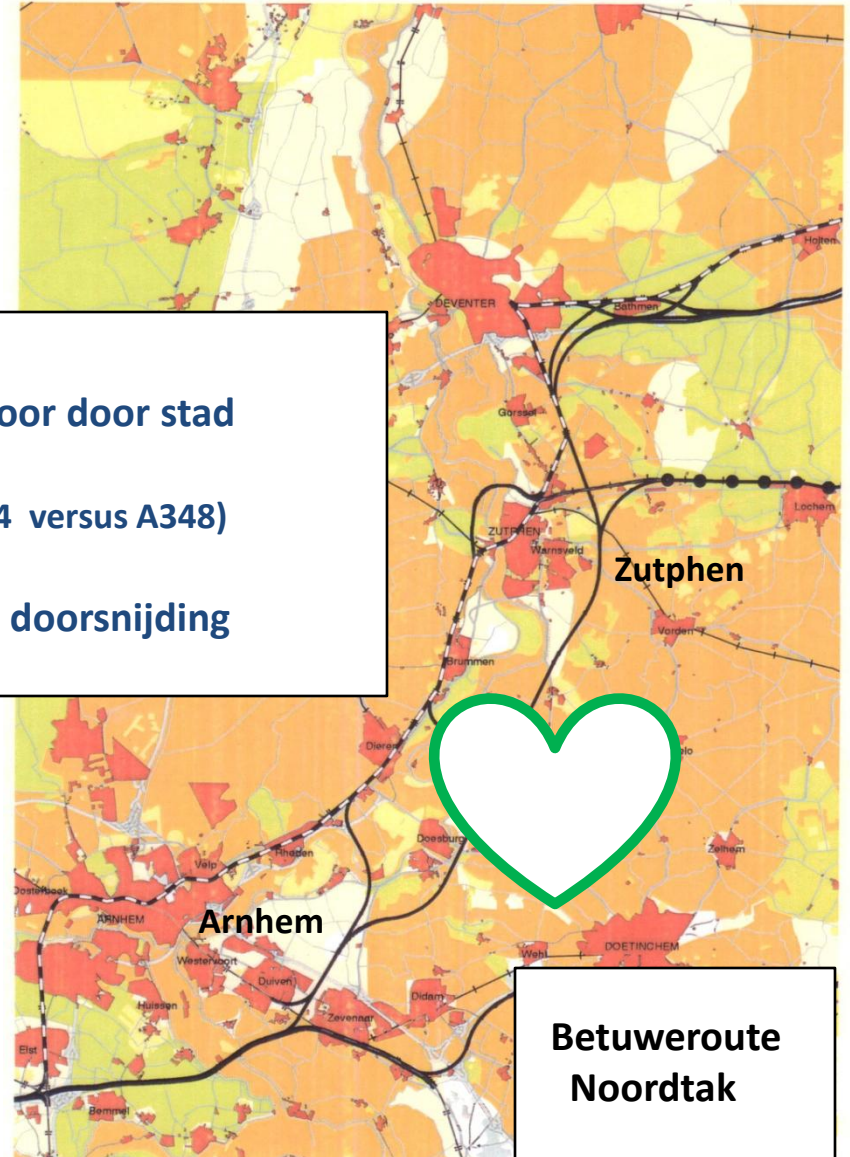 Holten
DEVENTER
Bathmen
oor door stad
Gorssel
4 versus A348)
Lochem
ZUTPHEN
Warnsveld
Zutphen
doorsnijding
Vorden
Brummen
Dieren
elo
Doesburg
Zelhem
Velp
Rheden
Oosterbeek
ARNHEM
Arnhem
Wehl
DOETINCHEM
Westervoort
Duiven
Didam
Huissen
Zevenaar
Elst
Betuweroute
Noordtak
Bemmel